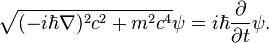 √((-iħ∇)²c² + m²c⁴) ψ = iħ ∂/∂t ψ.